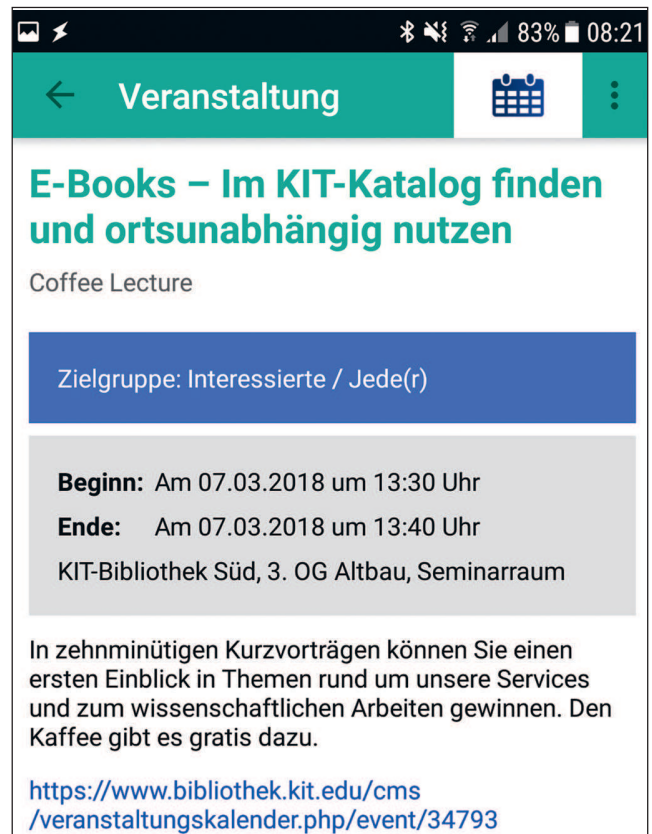 83% 08:21
Veranstaltung
E-Books – Im KIT-Katalog finden
und ortsunabhängig nutzen
Coffee Lecture
Zielgruppe: Interessierte / Jede(r)
Beginn: Am 07.03.2018 um 13:30 Uhr
Ende: Am 07.03.2018 um 13:40 Uhr
KIT-Bibliothek Süd, 3. OG Altbau, Seminarraum
In zehnminütigen Kurzvorträgen können Sie einen
ersten Einblick in Themen rund um unsere Services
und zum wissenschaftlichen Arbeiten gewinnen. Den
Kaffee gibt es gratis dazu.
https://www.bibliothek.kit.edu/cms
/veranstaltungskalender.php/event/34793